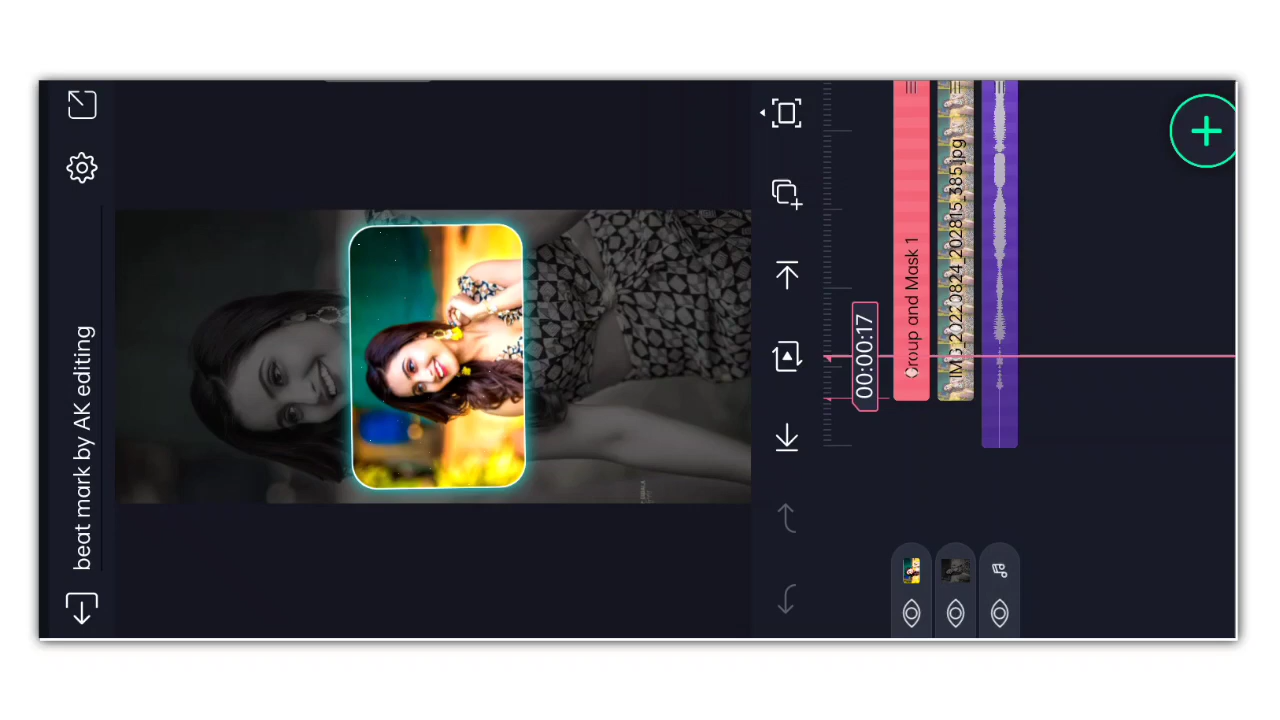 beat mark by AK editing
00:00:17
Group and Mask 1
IMG_20220824_202815_385.jpg